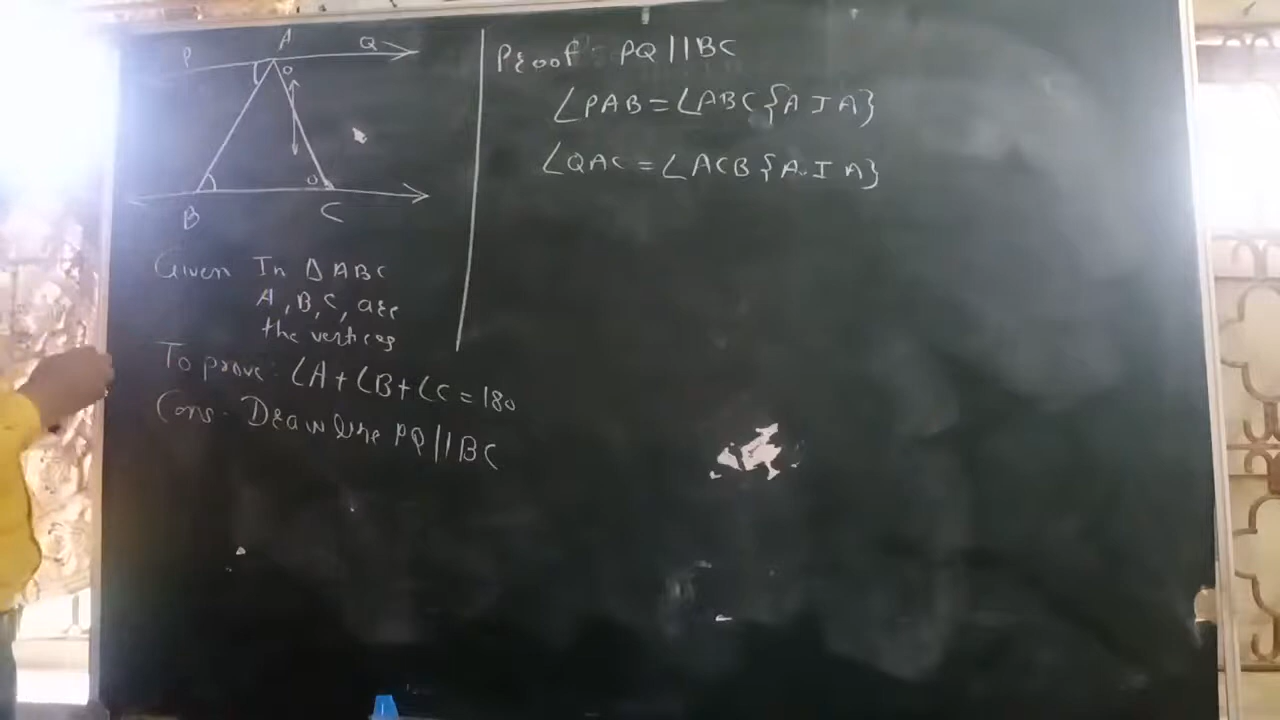 P A Q
B C
Given In ΔABC
A, B, C, are
the vertices
To prove: ∠A+∠B+∠C=180
Cons- Draw line PQ||BC
Proof: PQ||BC
∠PAB=∠ABC{A I A}
∠QAC=∠ACB{A.I A}